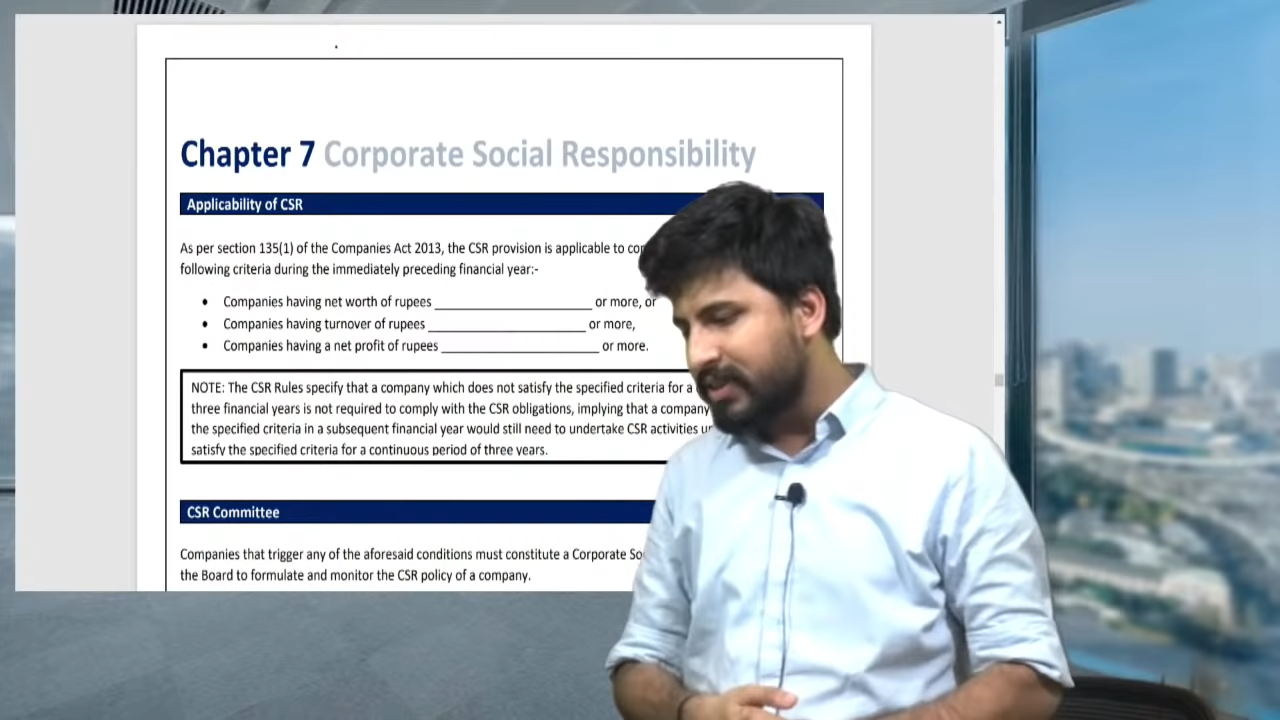 Chapter 7 Corporate Social Responsibility
Applicability of CSR
As per section 135(1) of the Companies Act 2013, the CSR provision is applicable to
following criteria during the immediately preceding financial year:-
• Companies having net worth of rupees ______________________ or more, or
• Companies having turnover of rupees ______________________ or more,
• Companies having a net profit of rupees ______________________ or more.
NOTE: The CSR Rules specify that a company which does not satisfy the specified criteria for a
three financial years is not required to comply with the CSR obligations, implying that a company
the specified criteria in a subsequent financial year would still need to undertake CSR activities
satisfy the specified criteria for a continuous period of three years.
CSR Committee
Companies that trigger any of the aforesaid conditions must constitute a Corporate
the Board to formulate and monitor the CSR policy of a company.